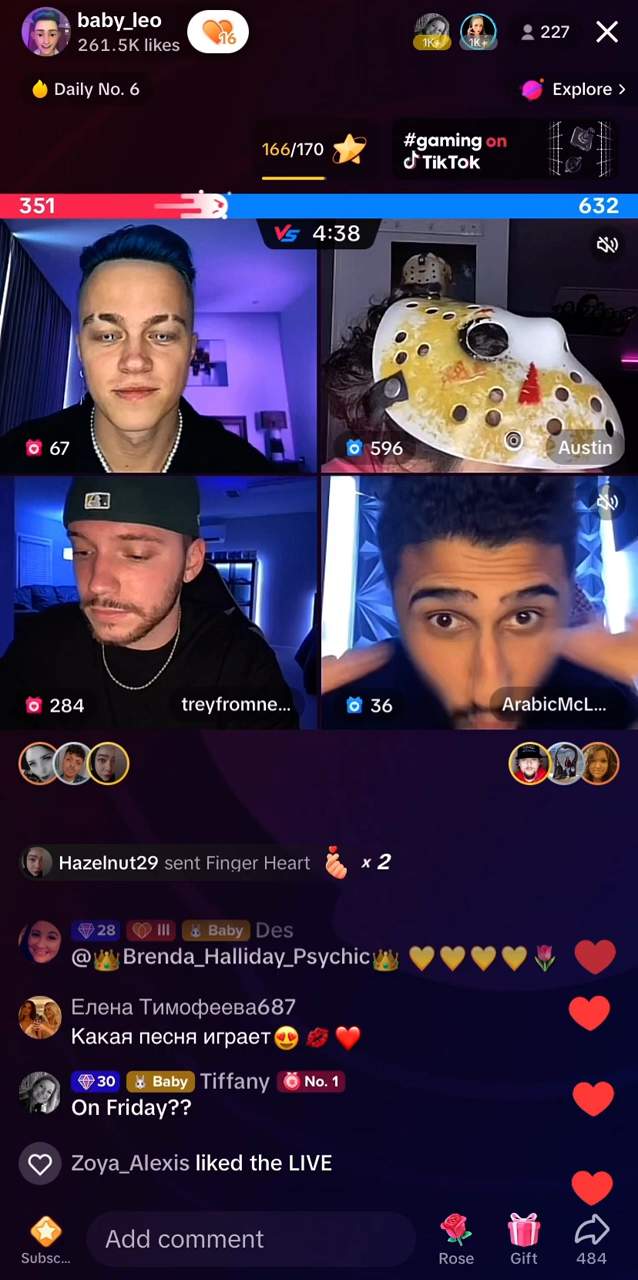 baby_leo
261.5K likes
16
1K+
1K+
227
Daily No. 6
Explore
166/170
#gaming on
TikTok
351
632
VS 4:38
67
596
Austin
284
treyfromne...
36
ArabicMcL...
Hazelnut29 sent Finger Heart x 2
28 III Baby Des
@👑Brenda_Halliday_Psychic👑 💛💛💛💛🌷
Елена Тимофеева687
Какая песня играет😍💋❤️
30 Baby Tiffany No. 1
On Friday??
Zoya_Alexis liked the LIVE
Add comment
Subsc...
Rose
Gift
484